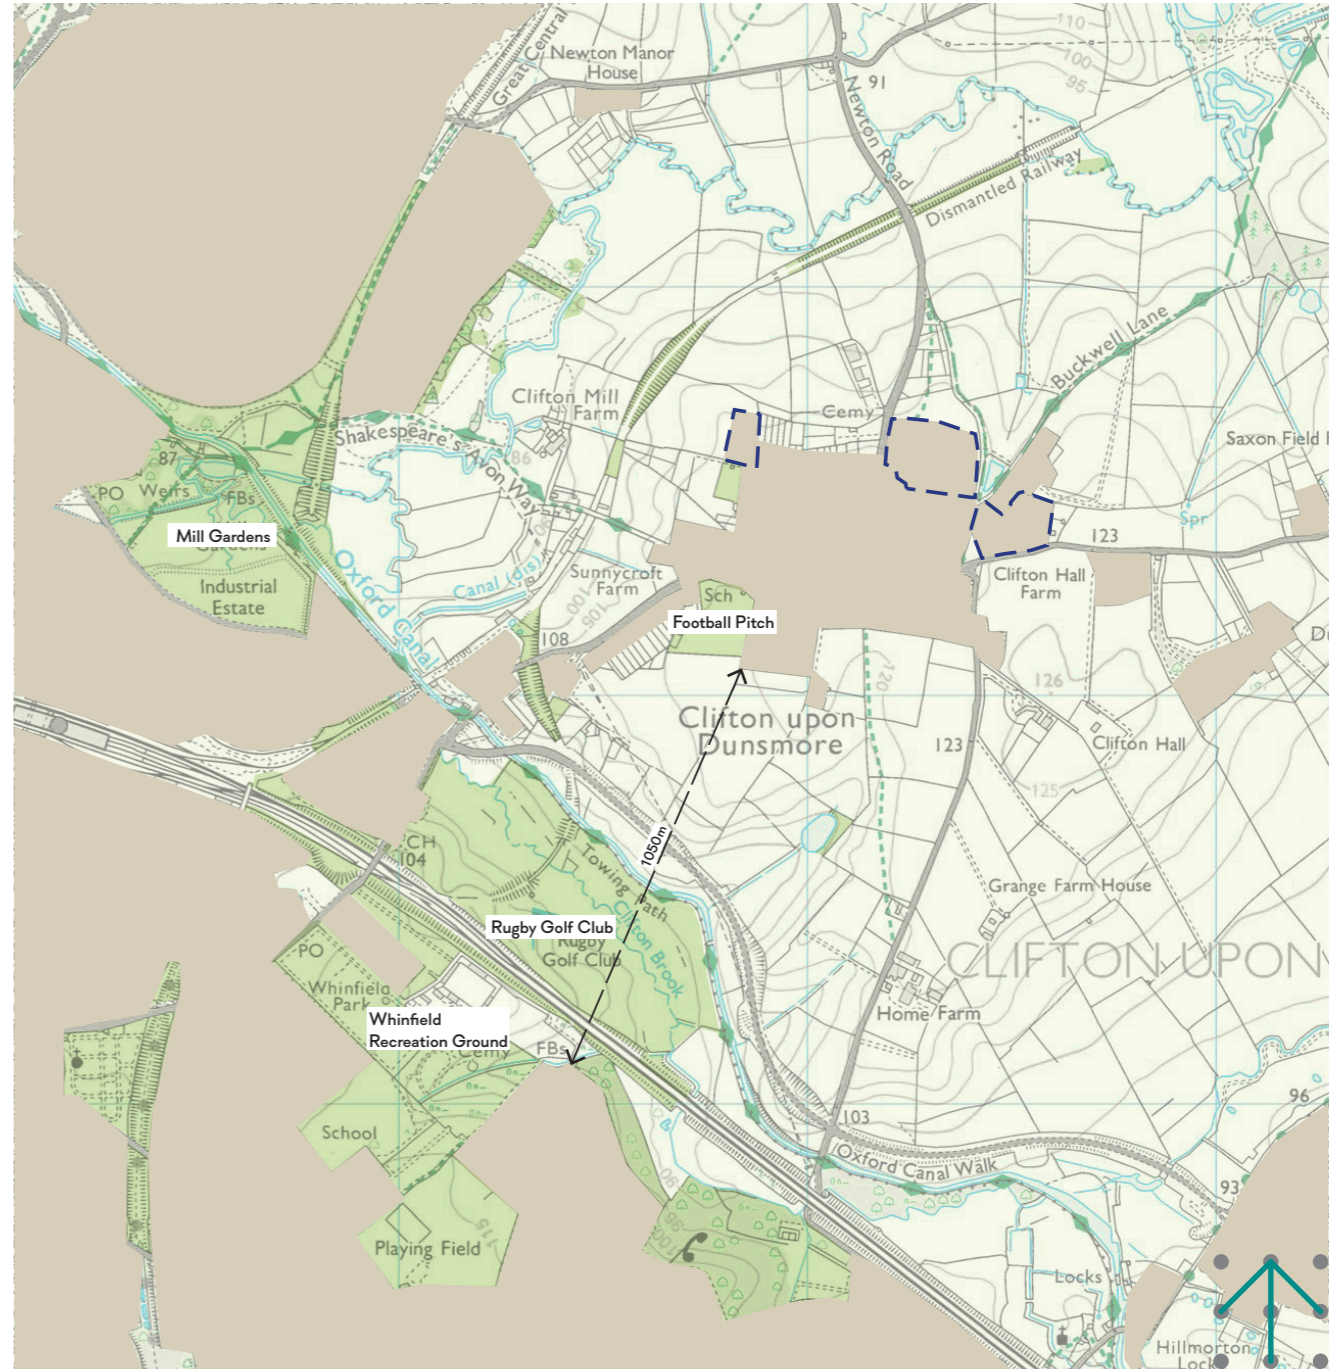 Great Central
Newton Manor
House
110
100
95
91
Newton Road
Dismantled Railway
Buckwell Lane
Clifton Mill
Farm
Cemy
Saxon Field
Shakespeare's Avon Way
86
87
PO
Weirs
FBs
Mill Gardens
Industrial
Estate
Oxford Canal
Canal (dis)
90
Sunnycroft
Farm
100
105
108
Sch
Football Pitch
Spr
123
Clifton Hall
Farm
126
120
Clifton upon
Dunsmore
123
Clifton Hall
125
1050m
CH
104
Towing Path
Clifton Brook
Rugby Golf Club
Rugby
Golf Club
Grange Farm House
CLIFTON UPON
PO
Whinfield
Park
Whinfield
Recreation Ground
Cemy
FBs
Home Farm
School
103
96
Oxford Canal Walk
93
90
95
100
115
Playing Field
Locks
Hillmorton
Lock